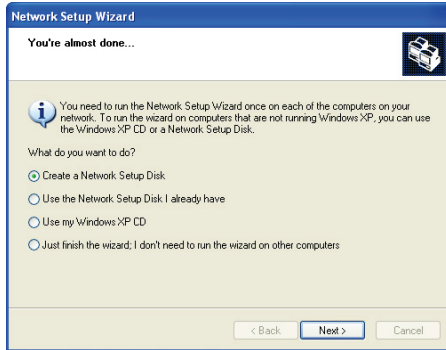 Network Setup Wizard
You're almost done...
You need to run the Network Setup Wizard once on each of the computers on your
network. To run the wizard on computers that are not running Windows XP, you can use
the Windows XP CD or a Network Setup Disk.
What do you want to do?
Create a Network Setup Disk
Use the Network Setup Disk I already have
Use my Windows XP CD
Just finish the wizard; I don't need to run the wizard on other computers
< Back Next > Cancel